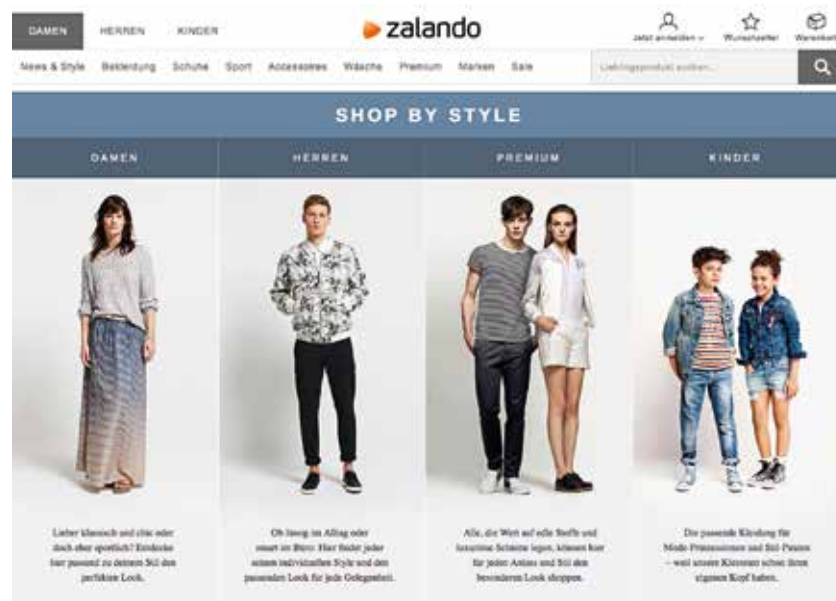 DAMEN HERREN KINDER
zalando
Jetzt anmelden Wunschzettel Warenkorb
News & Style Bekleidung Schuhe Sport Accessoires Wäsche Premium Marken Sale
Lieblingsprodukt suchen...
SHOP BY STYLE
DAMEN HERREN PREMIUM KINDER
Lieber klassisch und chic oder
doch eher sportlich? Entdecke
hier passend zu deinem Stil den
perfekten Look.
Ob lässig im Alltag oder
smart im Büro: Hier findet jeder
seinen individuellen Style und den
passenden Look für jede Gelegenheit.
Alle, die Wert auf edle Stoffe und
luxuriöse Schnitte legen, können hier
für jeden Anlass und Stil den
besonderen Look shoppen.
Die passende Kleidung für
Mode-Prinzessinnen und Stil-Piraten
– weil unsere Kleinsten schon ihren
eigenen Kopf haben.